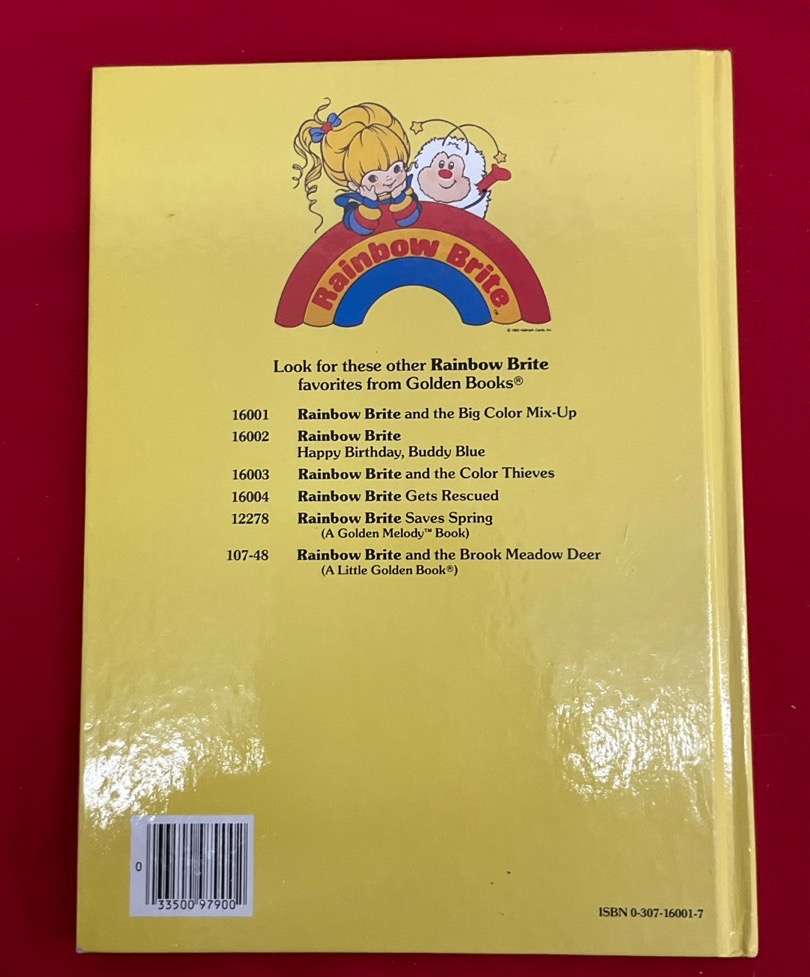 Rainbow Brite
Look for these other Rainbow Brite
favorites from Golden Books®
16001 Rainbow Brite and the Big Color Mix-Up
16002 Rainbow Brite
Happy Birthday, Buddy Blue
16003 Rainbow Brite and the Color Thieves
16004 Rainbow Brite Gets Rescued
12278 Rainbow Brite Saves Spring
(A Golden Melody™ Book)
107-48 Rainbow Brite and the Brook Meadow Deer
(A Little Golden Book®)
0
33500 97900
ISBN 0-307-16001-7